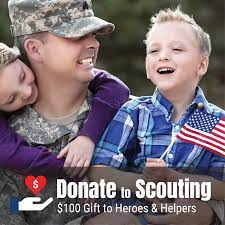 $
Donate to Scouting
$100 Gift to Heroes & Helpers